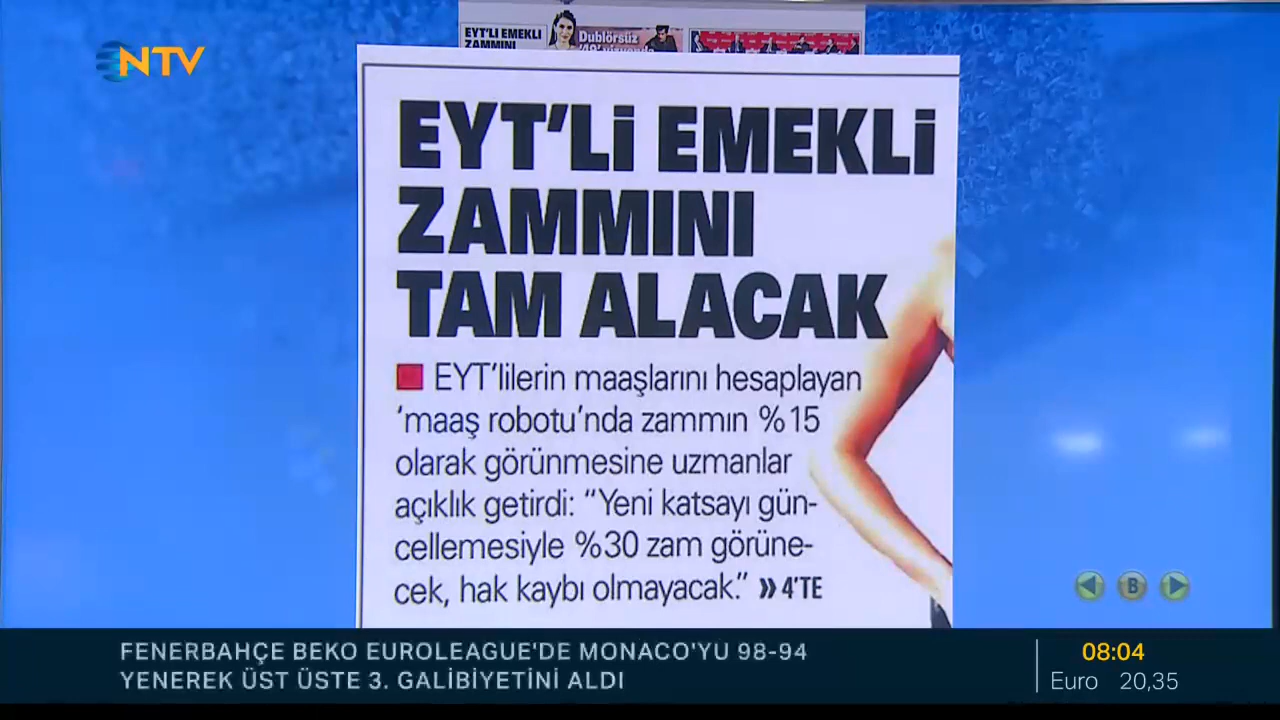 NTV
EYT'Lİ EMEKLİ
ZAMMINI
Dublörsüz
EYT'Lİ EMEKLİ
ZAMMINI
TAM ALACAK
EYT'lilerin maaşlarını hesaplayan
'maaş robotu'nda zammın %15
olarak görünmesine uzmanlar
açıklık getirdi: “Yeni katsayı gün-
cellemesiyle %30 zam görüne-
cek, hak kaybı olmayacak.” » 4'TE
B
FENERBAHÇE BEKO EUROLEAGUE'DE MONACO'YU 98-94
YENEREK ÜST ÜSTE 3. GALİBİYETİNİ ALDI
08:04
Euro 20,35